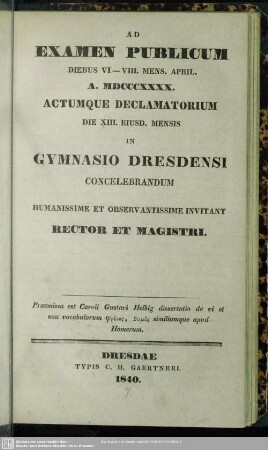 AD
EXAMEN PUBLICUM
DIEBUS VI—VIII. MENS. APRIL.
A. MDCCCXXXX.
ACTUMQUE DECLAMATORIUM
DIE XIII. EIUSD. MENSIS
IN
GYMNASIO DRESDENSI
CONCELEBRANDUM
HUMANISSIME ET OBSERVANTISSIME INVITANT
RECTOR ET MAGISTRI.
Praemissa est Caroli Gustavi Helbig dissertatio de vi et
usu vocabulorum φρένες, θυμός similiumque apud
Homerum.
DRESDAE
TYPIS C. H. GAERTNERI.
1840.